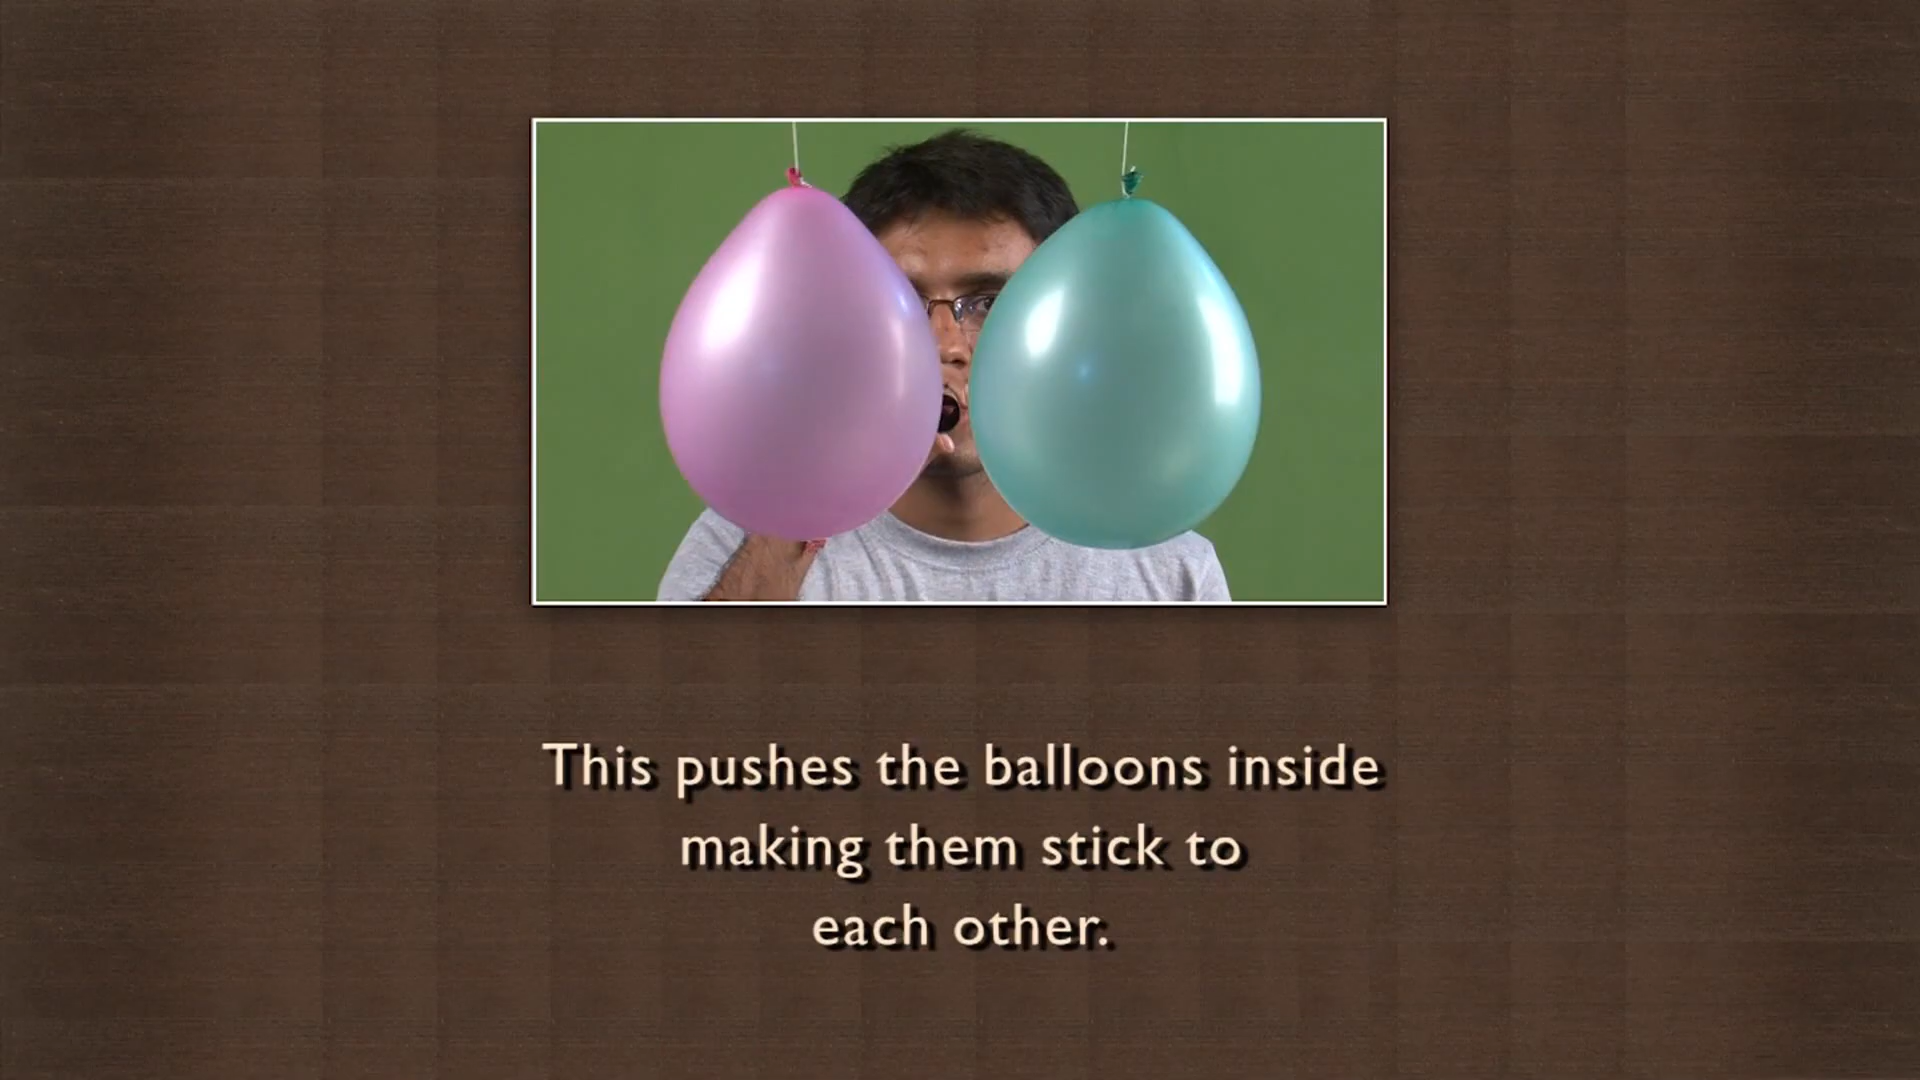 This pushes the balloons inside
making them stick to
each other.